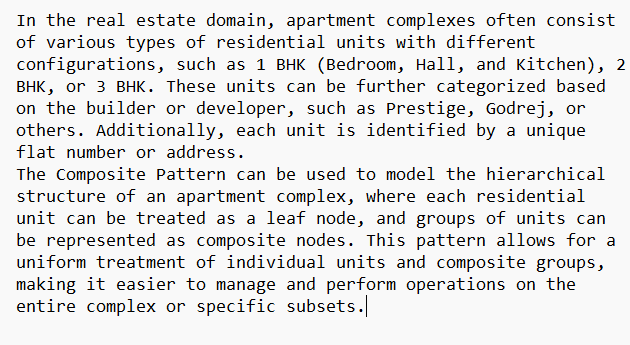 In the real estate domain, apartment complexes often consist
of various types of residential units with different
configurations, such as 1 BHK (Bedroom, Hall, and Kitchen), 2
BHK, or 3 BHK. These units can be further categorized based
on the builder or developer, such as Prestige, Godrej, or
others. Additionally, each unit is identified by a unique
flat number or address.
The Composite Pattern can be used to model the hierarchical
structure of an apartment complex, where each residential
unit can be treated as a leaf node, and groups of units can
be represented as composite nodes. This pattern allows for a
uniform treatment of individual units and composite groups,
making it easier to manage and perform operations on the
entire complex or specific subsets.